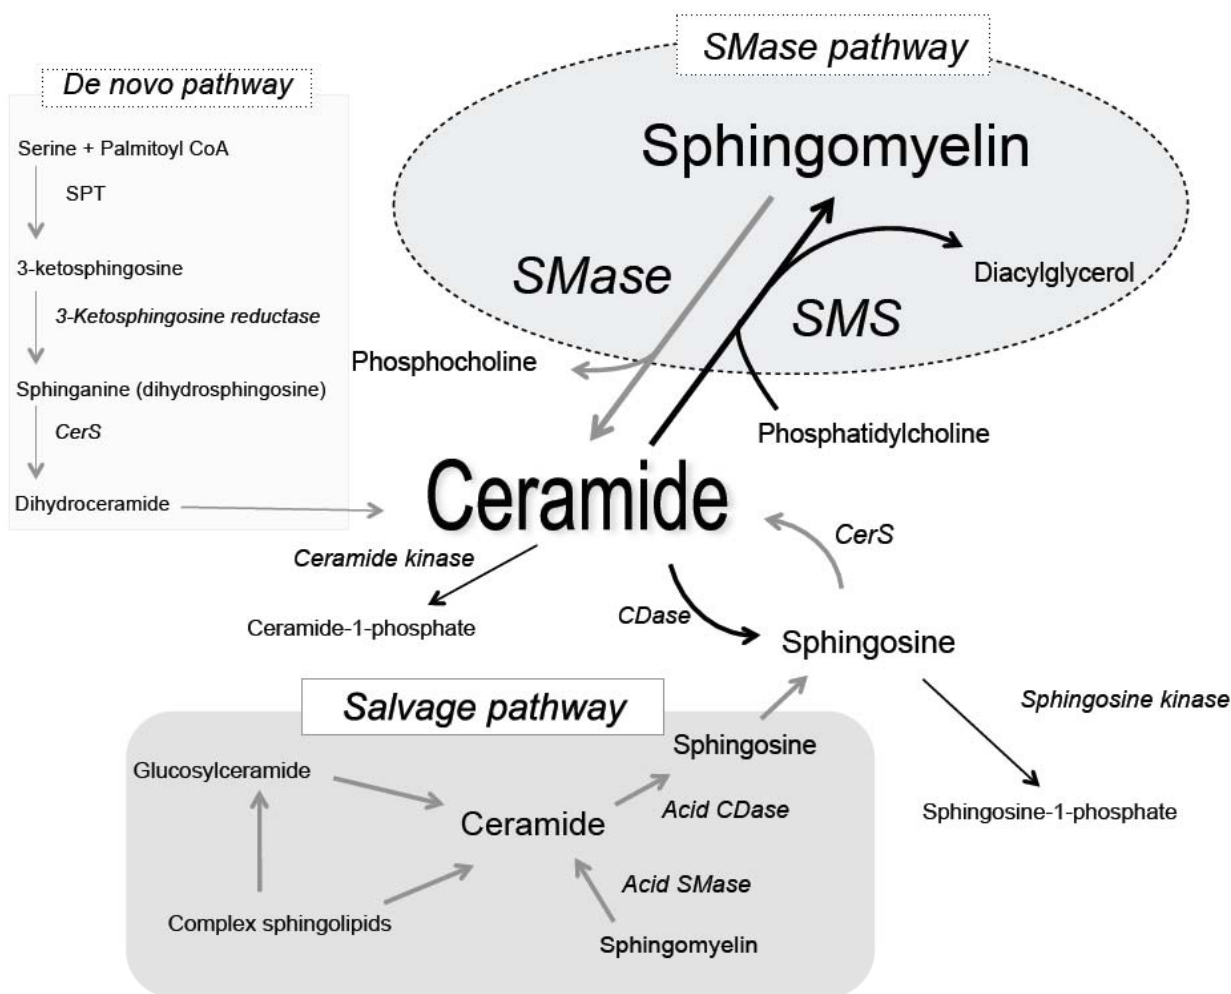 De novo pathway
Serine + Palmitoyl CoA
SPT
3-ketosphingosine
3-Ketosphingosine reductase
Sphinganine (dihydrosphingosine)
CerS
Dihydroceramide
SMase pathway
Sphingomyelin
SMase
Diacylglycerol
SMS
Phosphocholine
Phosphatidylcholine
Ceramide
Ceramide kinase
Ceramide-1-phosphate
CDase
CerS
Sphingosine
Sphingosine kinase
Sphingosine-1-phosphate
Salvage pathway
Sphingosine
Glucosylceramide
Ceramide
Acid CDase
Acid SMase
Complex sphingolipids
Sphingomyelin